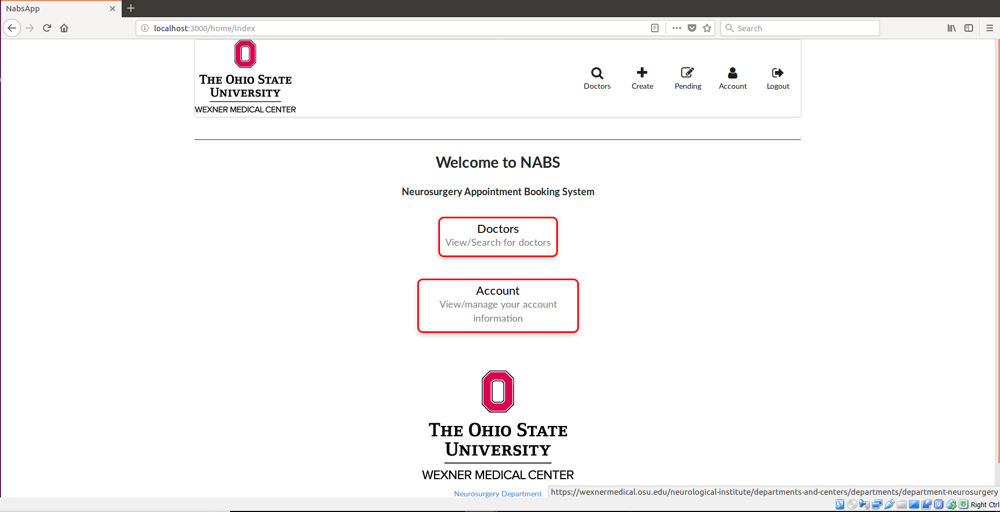 NabsApp
localhost:3000/home/index
Search
THE OHIO STATE
UNIVERSITY
WEXNER MEDICAL CENTER
Doctors
Create
Pending
Account
Logout
Welcome to NABS
Neurosurgery Appointment Booking System
Doctors
View/Search for doctors
Account
View/manage your account
information
THE OHIO STATE
UNIVERSITY
WEXNER MEDICAL CENTER
Neurosurgery Department
https://wexnermedical.osu.edu/neurological-institute/departments-and-centers/departments/department-neurosurgery
Right Ctrl